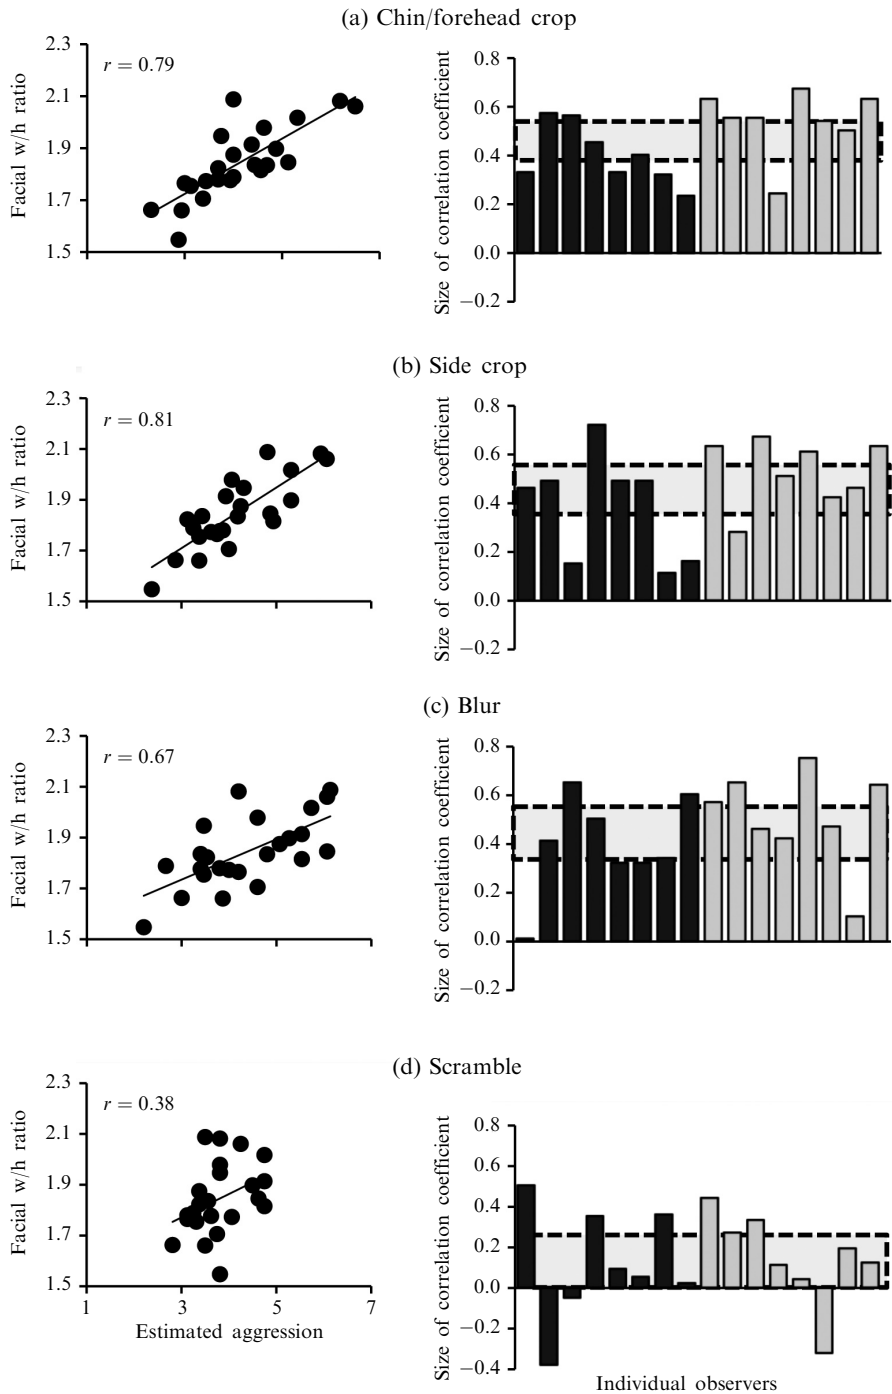 (a) Chin/forehead crop
Facial w/h ratio
2.3
2.1
1.9
1.7
1.5
r = 0.79
Size of correlation coefficient
0.8
0.6
0.4
0.2
0.0
−0.2
(b) Side crop
Facial w/h ratio
2.3
2.1
1.9
1.7
1.5
r = 0.81
Size of correlation coefficient
0.8
0.6
0.4
0.2
0.0
−0.2
(c) Blur
Facial w/h ratio
2.3
2.1
1.9
1.7
1.5
r = 0.67
Size of correlation coefficient
0.8
0.6
0.4
0.2
0.0
−0.2
(d) Scramble
Facial w/h ratio
2.3
2.1
1.9
1.7
1.5
r = 0.38
1 3 5 7
Estimated aggression
Size of correlation coefficient
0.8
0.6
0.4
0.2
0.0
−0.2
−0.4
Individual observers